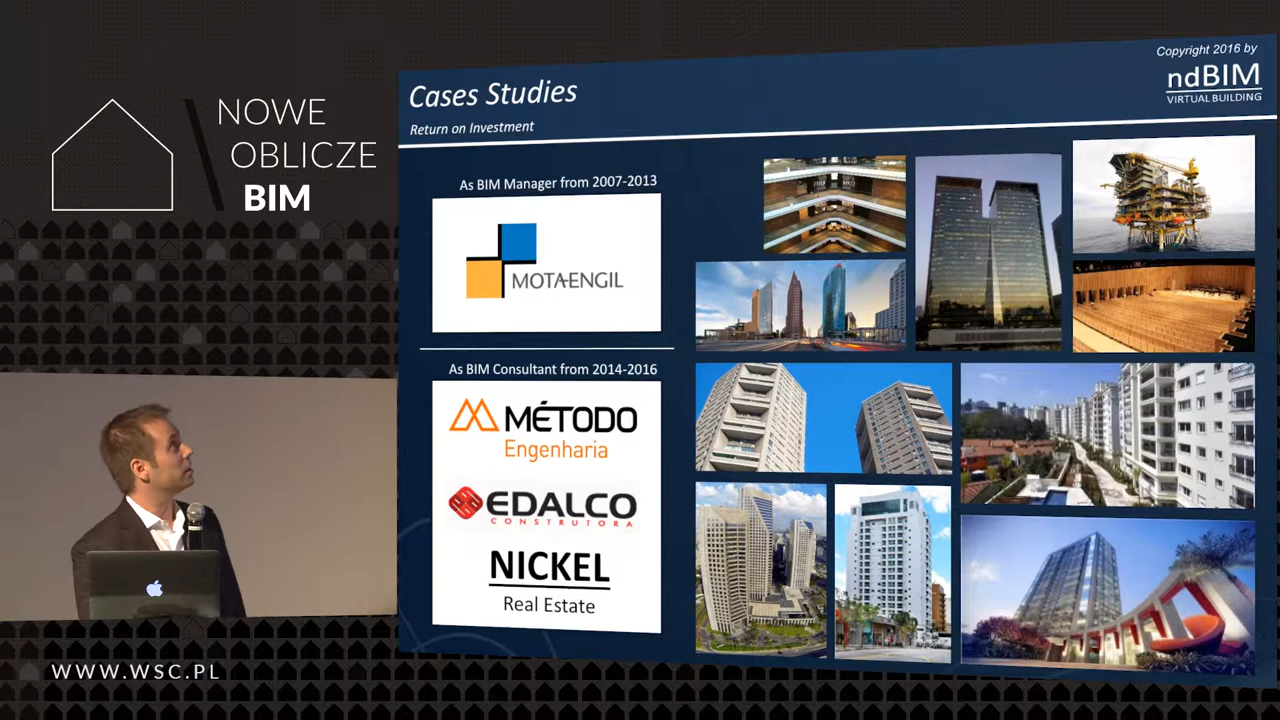 NOWE
OBLICZE
BIM
WWW.WSC.PL
Cases Studies
Return on Investment
Copyright 2016 by
ndBIM
VIRTUAL BUILDING
As BIM Manager from 2007-2013
MOTA-ENGIL
As BIM Consultant from 2014-2016
MÉTODO
Engenharia
EDALCO
CONSTRUTORA
NICKEL
Real Estate